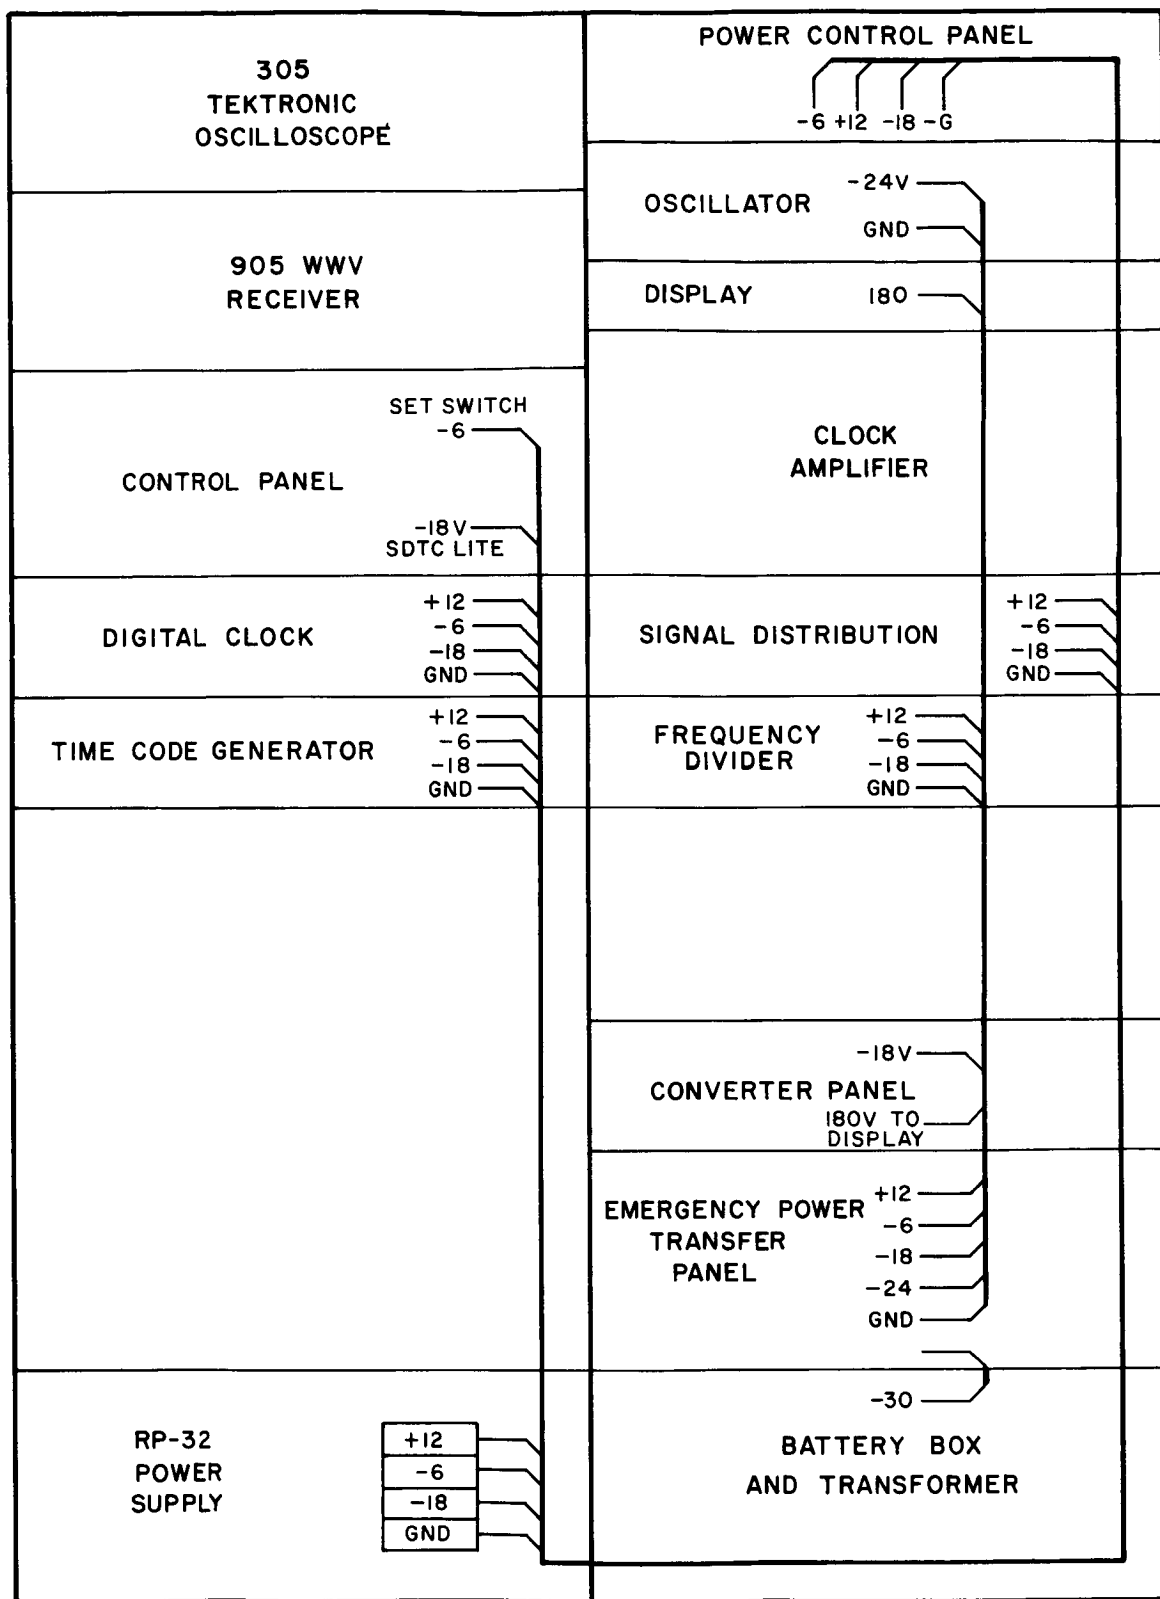 305
TEKTRONIC
OSCILLOSCOPE
905 WWV
RECEIVER
SET SWITCH
-6
CONTROL PANEL
-18V
SDTC LITE
DIGITAL CLOCK
+12
-6
-18
GND
TIME CODE GENERATOR
+12
-6
-18
GND
RP-32
POWER
SUPPLY
+12
-6
-18
GND
POWER CONTROL PANEL
-6 +12 -18 -G
OSCILLATOR
-24V
GND
DISPLAY 180
CLOCK
AMPLIFIER
SIGNAL DISTRIBUTION
+12
-6
-18
GND
FREQUENCY
DIVIDER
+12
-6
-18
GND
-18V
CONVERTER PANEL
180V TO
DISPLAY
EMERGENCY POWER
TRANSFER
PANEL
+12
-6
-18
-24
GND
-30
BATTERY BOX
AND TRANSFORMER